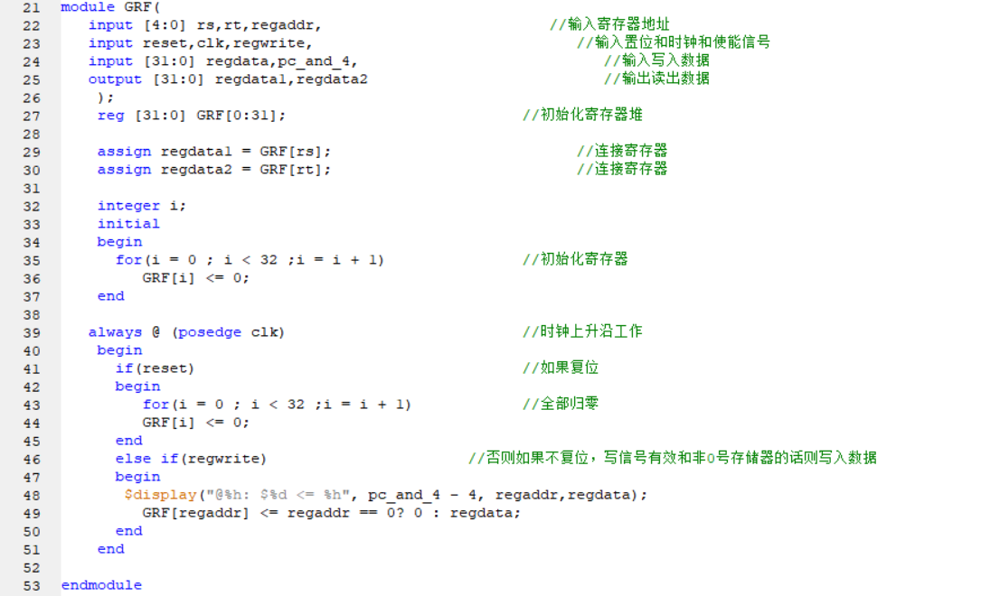 21 module GRF(
22 input [4:0] rs,rt,regaddr, //输入寄存器地址
23 input reset,clk,regwrite, //输入置位和时钟和使能信号
24 input [31:0] regdata,pc_and_4, //输入写入数据
25 output [31:0] regdata1,regdata2 //输出读出数据
26 );
27 reg [31:0] GRF[0:31]; //初始化寄存器堆
28
29 assign regdata1 = GRF[rs]; //连接寄存器
30 assign regdata2 = GRF[rt]; //连接寄存器
31
32 integer i;
33 initial
34 begin
35 for(i = 0 ; i < 32 ;i = i + 1) //初始化寄存器
36 GRF[i] <= 0;
37 end
38
39 always @ (posedge clk) //时钟上升沿工作
40 begin
41 if(reset) //如果复位
42 begin
43 for(i = 0 ; i < 32 ;i = i + 1) //全部归零
44 GRF[i] <= 0;
45 end
46 else if(regwrite) //否则如果不复位，写信号有效和非0号存储器的话则写入数据
47 begin
48 $display("@%h: $%d <= %h", pc_and_4 - 4, regaddr,regdata);
49 GRF[regaddr] <= regaddr == 0? 0 : regdata;
50 end
51 end
52
53 endmodule